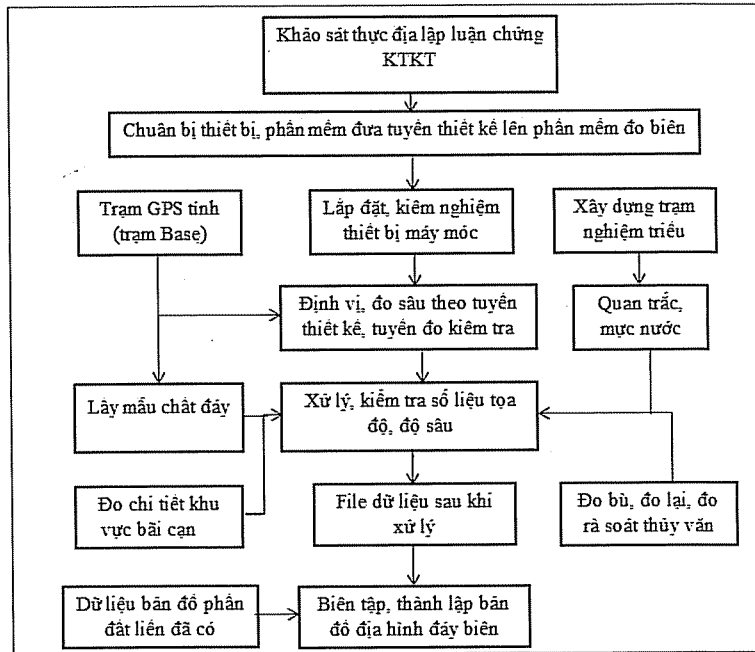 Khảo sát thực địa lập luận chứng
KTKT
Chuẩn bị thiết bị, phần mềm đưa tuyến thiết kế lên phần mềm đo biển
Trạm GPS tĩnh
(trạm Base)
Lắp đặt, kiểm nghiệm
thiết bị máy móc
Xây dựng trạm
nghiệm triều
Định vị, đo sâu theo tuyến
thiết kế, tuyến đo kiểm tra
Quan trắc,
mực nước
Lấy mẫu chất đáy
Xử lý, kiểm tra số liệu tọa
độ, độ sâu
Đo chi tiết khu
vực bãi cạn
File dữ liệu sau khi
xử lý
Đo bù, đo lại, đo
rà soát thủy văn
Dữ liệu bản đồ phần
đất liền đã có
Biên tập, thành lập bản
đồ địa hình đáy biển